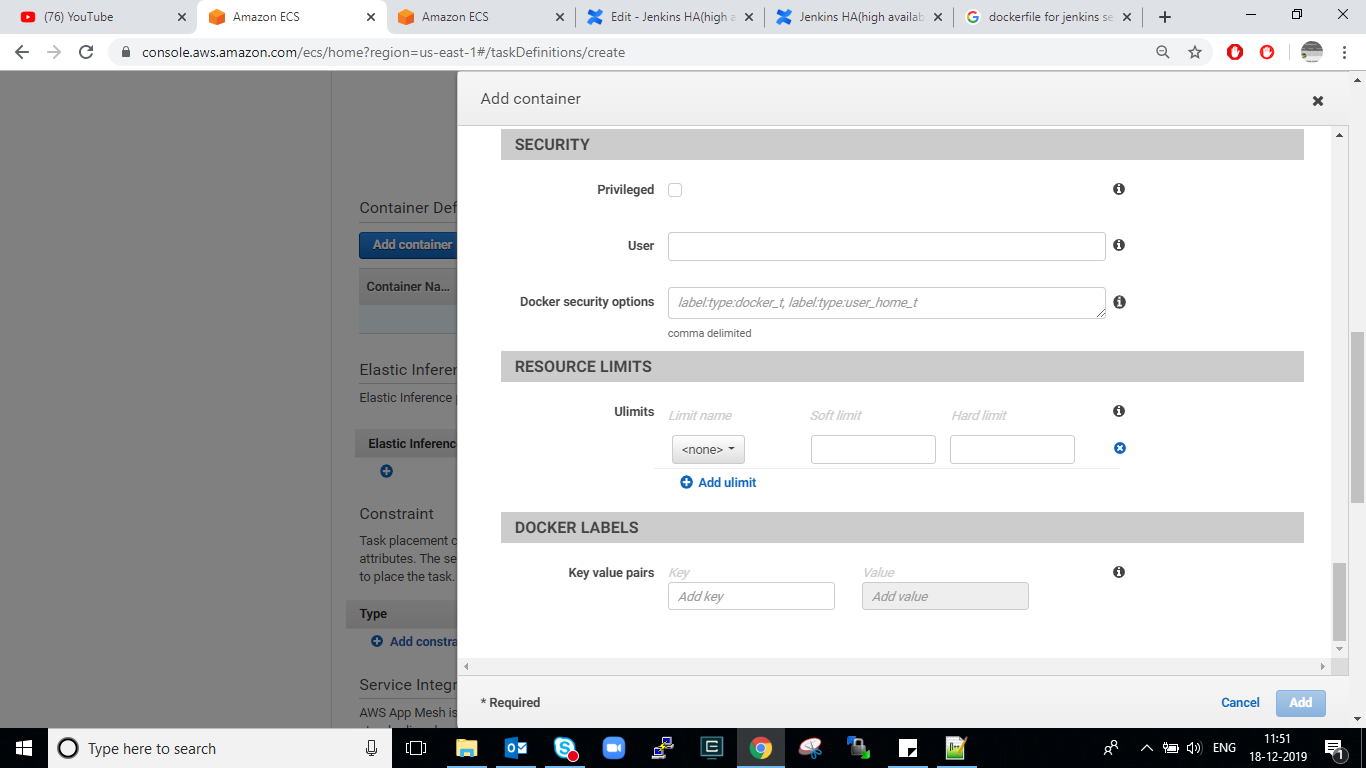 (76) YouTube
Amazon ECS
Amazon ECS
Edit - Jenkins HA(high a
Jenkins HA(high availab
dockerfile for jenkins se
console.aws.amazon.com/ecs/home?region=us-east-1#/taskDefinitions/create
Add container
SECURITY
Privileged
User
Docker security options
label:type:docker_t, label:type:user_home_t
comma delimited
RESOURCE LIMITS
Ulimits
Limit name
Soft limit
Hard limit
<none>
Add ulimit
DOCKER LABELS
Key value pairs
Key
Value
Add key
Add value
* Required
Cancel
Add
Container Def
Add container
Container Na...
Elastic Inferen
Elastic Inference
Elastic Inferenc
Constraint
Task placement c
attributes. The se
to place the task.
Type
Add constra
Service Integr
AWS App Mesh is
Type here to search
ENG
11:51
18-12-2019
1